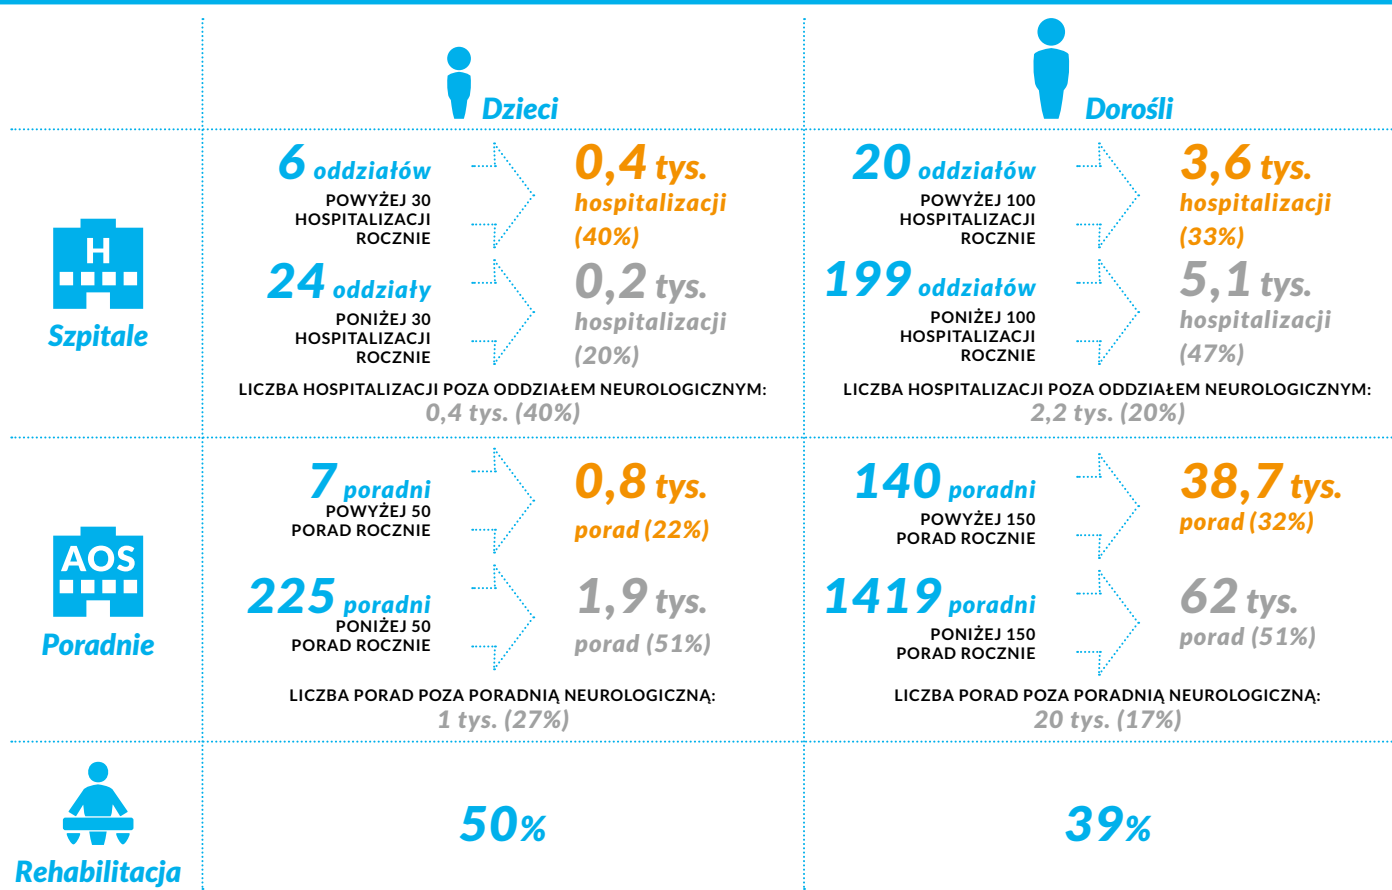 Dzieci
Dorośli
H
Szpitale
6 oddziałów
POWYŻEJ 30
HOSPITALIZACJI
ROCZNIE
0,4 tys.
hospitalizacji
(40%)
24 oddziały
PONIŻEJ 30
HOSPITALIZACJI
ROCZNIE
0,2 tys.
hospitalizacji
(20%)
LICZBA HOSPITALIZACJI POZA ODDZIAŁEM NEUROLOGICZNYM:
0,4 tys. (40%)
20 oddziałów
POWYŻEJ 100
HOSPITALIZACJI
ROCZNIE
3,6 tys.
hospitalizacji
(33%)
199 oddziałów
PONIŻEJ 100
HOSPITALIZACJI
ROCZNIE
5,1 tys.
hospitalizacji
(47%)
LICZBA HOSPITALIZACJI POZA ODDZIAŁEM NEUROLOGICZNYM:
2,2 tys. (20%)
AOS
Poradnie
7 poradni
POWYŻEJ 50
PORAD ROCZNIE
0,8 tys.
porad (22%)
225 poradni
PONIŻEJ 50
PORAD ROCZNIE
1,9 tys.
porad (51%)
LICZBA PORAD POZA PORADNIĄ NEUROLOGICZNĄ:
1 tys. (27%)
140 poradni
POWYŻEJ 150
PORAD ROCZNIE
38,7 tys.
porad (32%)
1419 poradni
PONIŻEJ 150
PORAD ROCZNIE
62 tys.
porad (51%)
LICZBA PORAD POZA PORADNIĄ NEUROLOGICZNĄ:
20 tys. (17%)
Rehabilitacja
50%
39%